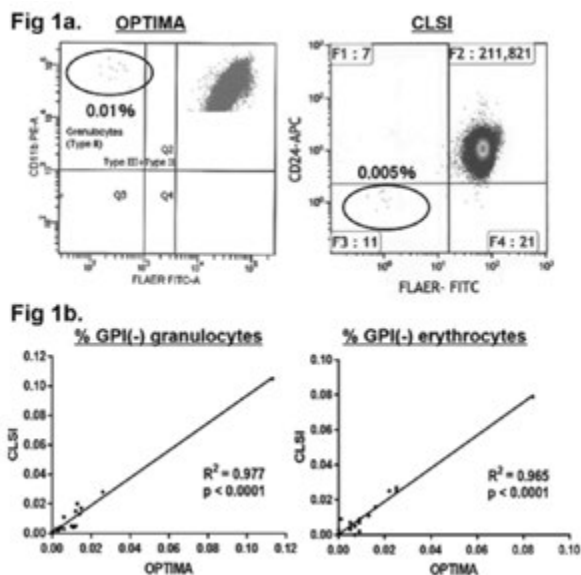 Fig 1a.
OPTIMA
CLSI
0.01%
Granulocytes
(Type II)
Q2
Type III+Type II
Q3
Q4
CD11b PE-A
FLAER FITC-A
F1 : 7
F2 : 211,821
0.005%
F3 : 11
F4 : 21
CD24-APC
FLAER- FITC
Fig 1b.
% GPI(-) granulocytes
% GPI(-) erythrocytes
0.12
0.10
0.08
0.06
0.04
0.02
0.00
CLSI
R² = 0.977
p < 0.0001
0.00 0.02 0.04 0.06 0.08 0.10 0.12
OPTIMA
0.10
0.08
0.06
0.04
0.02
0.00
CLSI
R² = 0.965
p < 0.0001
0.00 0.02 0.04 0.06 0.08 0.10
OPTIMA